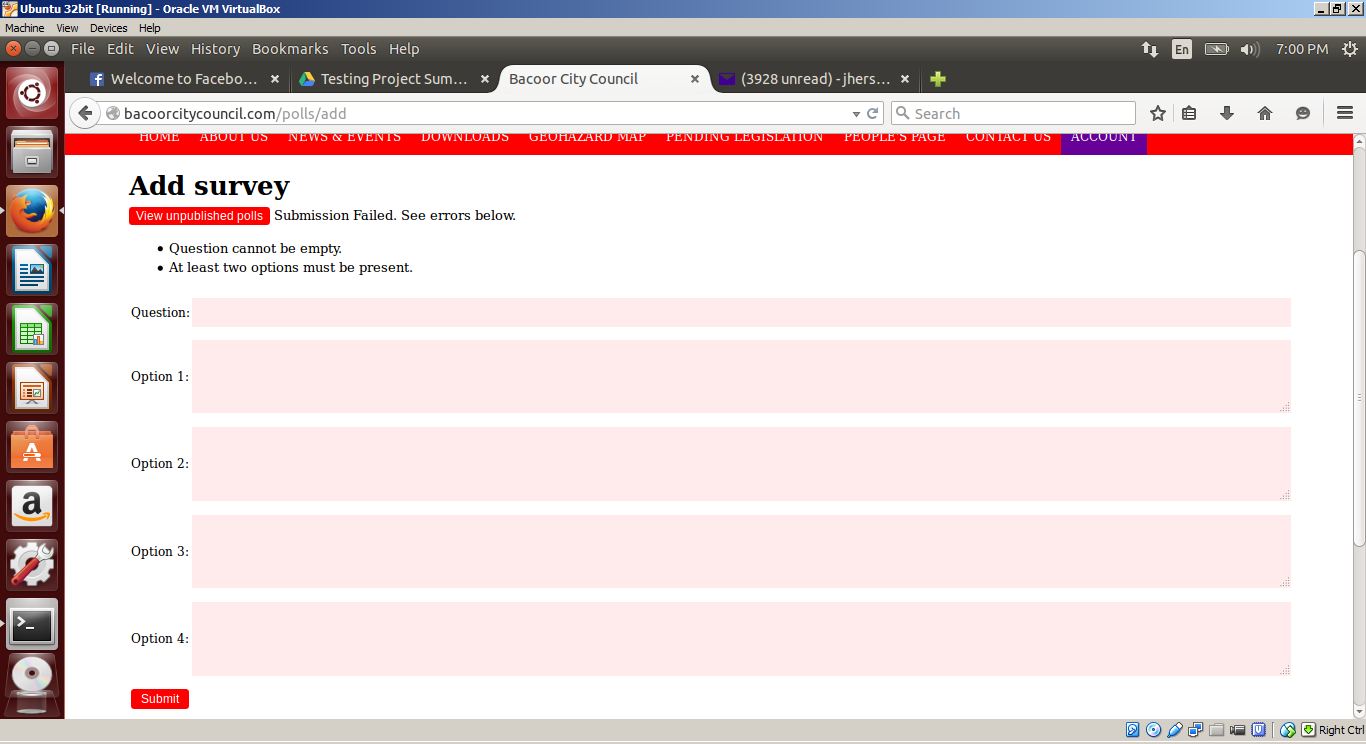 Ubuntu 32bit [Running] - Oracle VM VirtualBox
Machine View Devices Help
File Edit View History Bookmarks Tools Help En 7:00 PM
Welcome to Facebo... Testing Project Sum... Bacoor City Council (3928 unread) - jhers...
bacoorcitycouncil.com/polls/add Search
HOME ABOUT US NEWS & EVENTS DOWNLOADS GEOHAZARD MAP PENDING LEGISLATION PEOPLE'S PAGE CONTACT US ACCOUNT
Add survey
View unpublished polls Submission Failed. See errors below.
• Question cannot be empty.
• At least two options must be present.
Question:
Option 1:
Option 2:
Option 3:
Option 4:
Submit
Right Ctrl